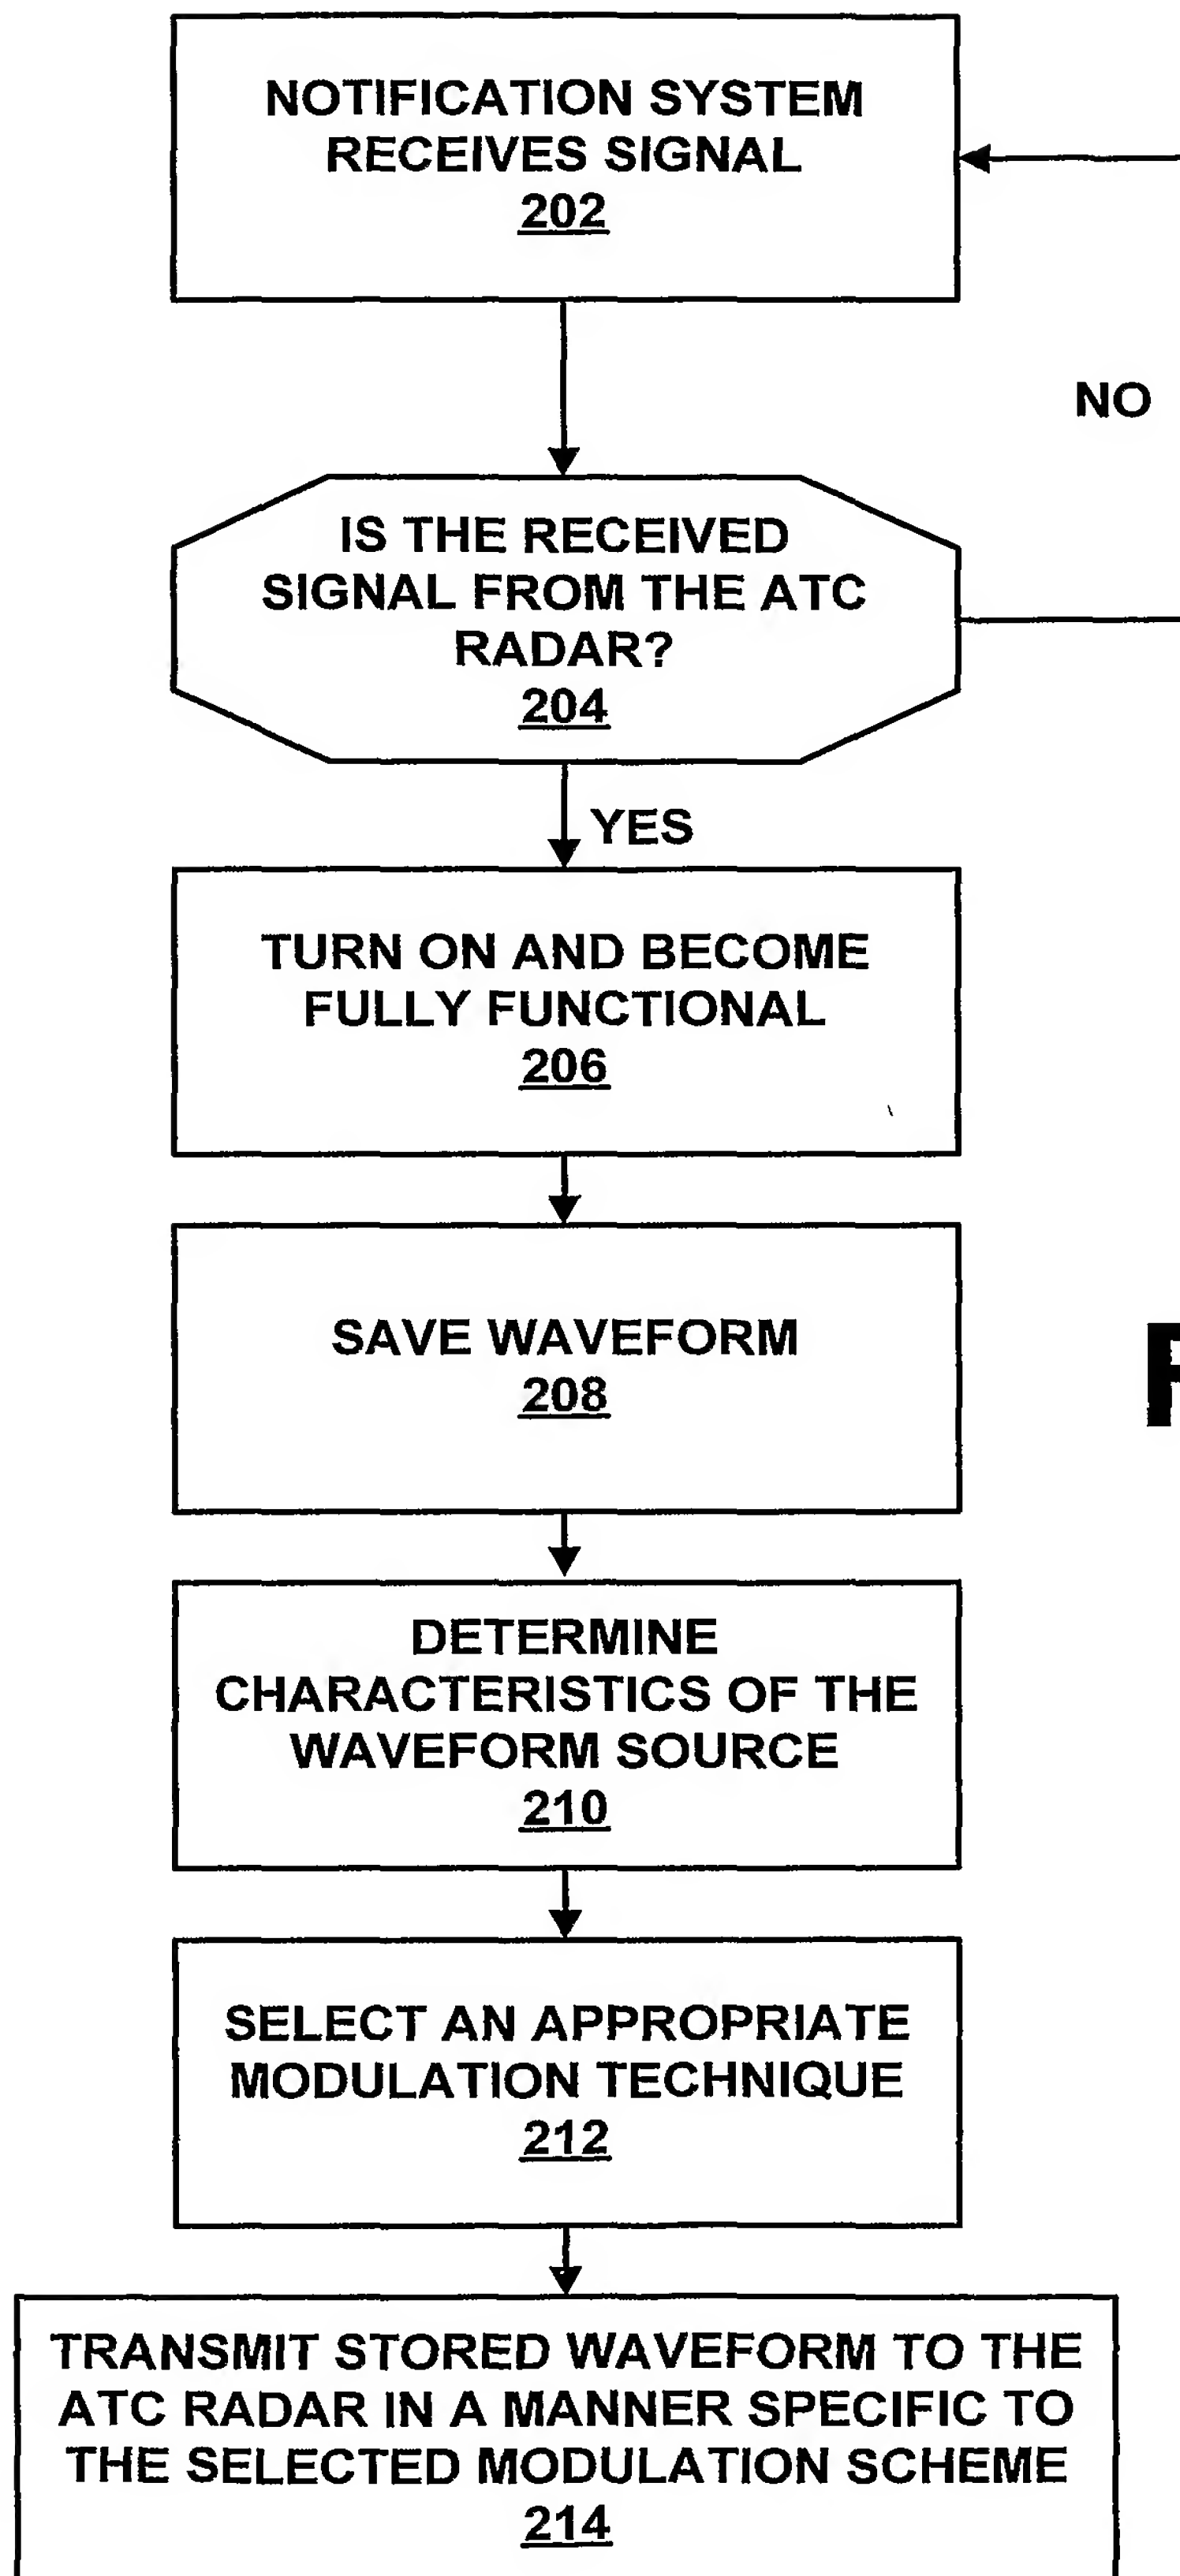 NOTIFICATION SYSTEM
RECEIVES SIGNAL
202
NO
IS THE RECEIVED
SIGNAL FROM THE ATC
RADAR?
204
YES
TURN ON AND BECOME
FULLY FUNCTIONAL
206
SAVE WAVEFORM
208
DETERMINE
CHARACTERISTICS OF THE
WAVEFORM SOURCE
210
SELECT AN APPROPRIATE
MODULATION TECHNIQUE
212
TRANSMIT STORED WAVEFORM TO THE
ATC RADAR IN A MANNER SPECIFIC TO
THE SELECTED MODULATION SCHEME
214